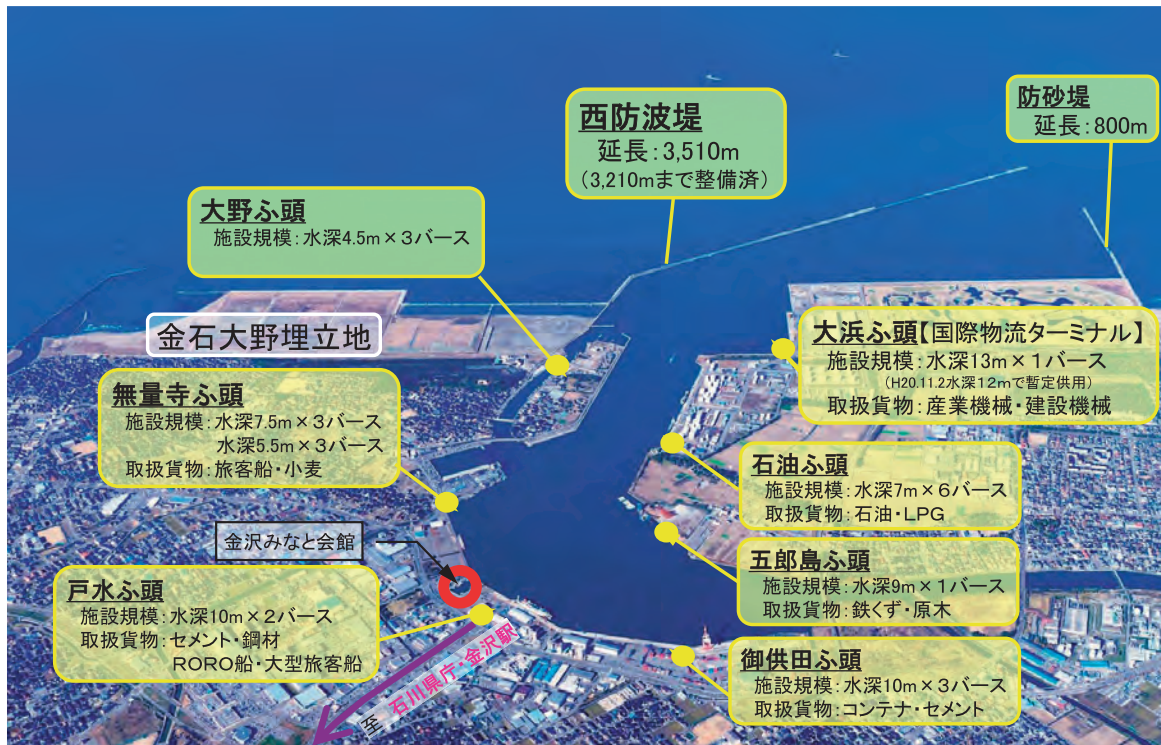 防砂堤
延長：800m
西防波堤
延長：3,510m
（3,210mまで整備済）
大野ふ頭
施設規模：水深4.5m×３バース
金石大野埋立地
大浜ふ頭【国際物流ターミナル】
施設規模：水深13m×１バース
（H20.11.2水深１２ｍで暫定供用）
取扱貨物：産業機械・建設機械
無量寺ふ頭
施設規模：水深7.5m×３バース
水深5.5m×３バース
取扱貨物：旅客船・小麦
石油ふ頭
施設規模：水深7m×６バース
取扱貨物：石油・LPG
金沢みなと会館
五郎島ふ頭
施設規模：水深9m×１バース
取扱貨物：鉄くず・原木
戸水ふ頭
施設規模：水深10m×２バース
取扱貨物：セメント・鋼材
RORO船・大型旅客船
御供田ふ頭
施設規模：水深10m×３バース
取扱貨物：コンテナ・セメント
至 石川県庁・金沢駅